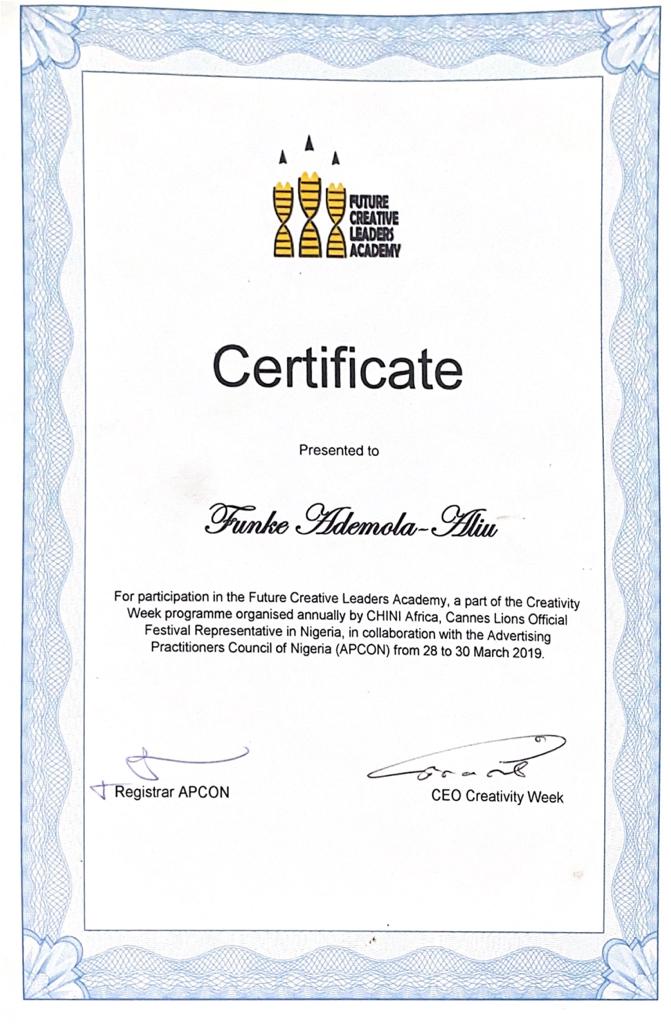 FUTURE
CREATIVE
LEADERS
ACADEMY
Certificate
Presented to
Funke Ademola-Aliu
For participation in the Future Creative Leaders Academy, a part of the Creativity
Week programme organised annually by CHINI Africa, Cannes Lions Official
Festival Representative in Nigeria, in collaboration with the Advertising
Practitioners Council of Nigeria (APCON) from 28 to 30 March 2019.
Registrar APCON
CEO Creativity Week